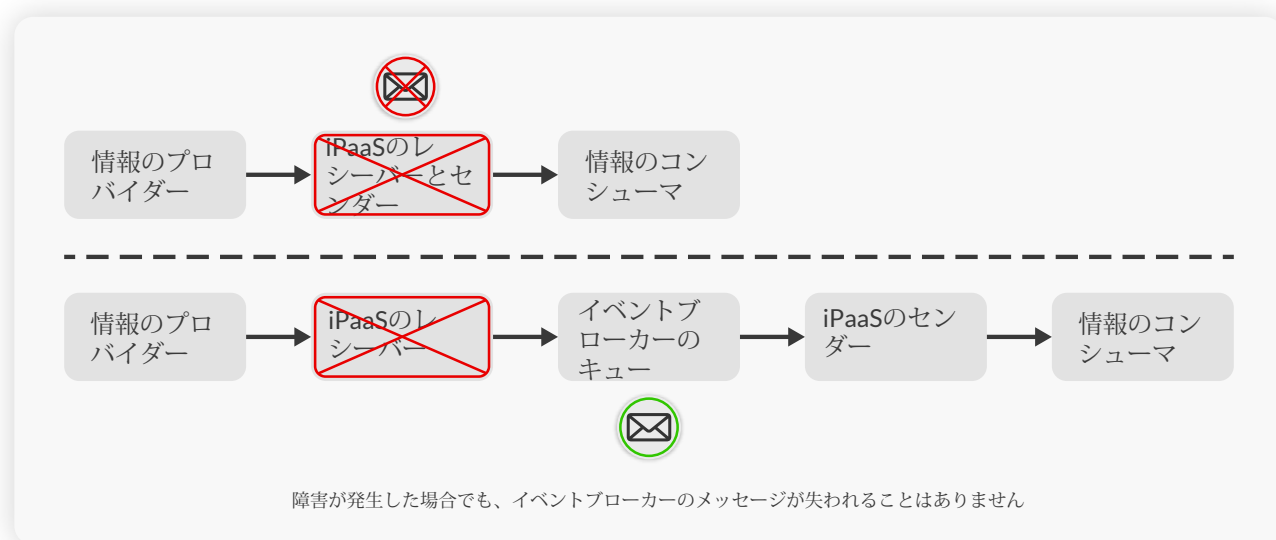 情報のプロ
バイダー
iPaaSのレ
シーバーとセ
ンダー
情報のコン
シューマ
情報のプロ
バイダー
iPaaSのレ
シーバー
イベントブ
ローカーの
キュー
iPaaSのセン
ダー
情報のコン
シューマ
障害が発生した場合でも、イベントブローカーのメッセージが失われることはありません